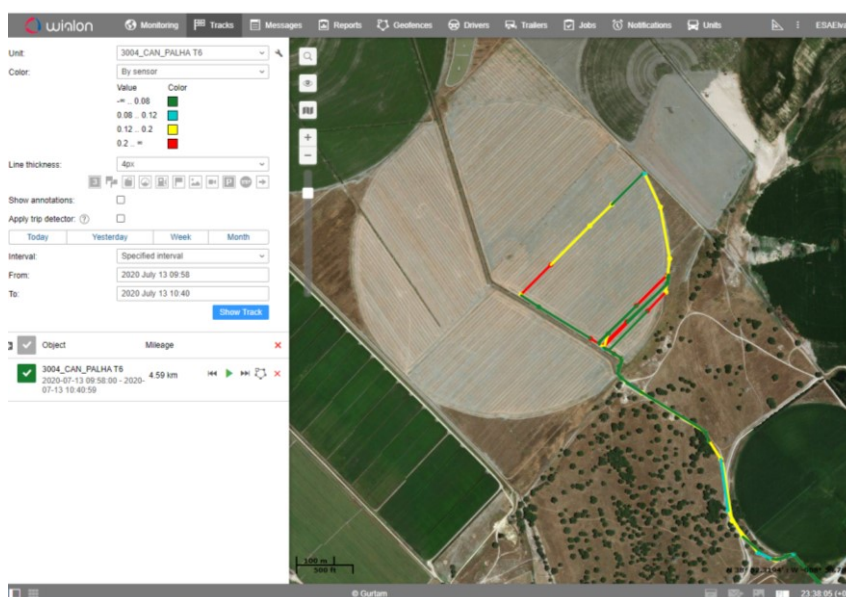 wialon Monitoring Tracks Messages Reports Geofences Drivers Trailers Jobs Notifications Units
Unit: 3004_CAN_PALHA T6
Color: By sensor
Value Color
-∞ .. 0.08
0.08 .. 0.12
0.12 .. 0.2
0.2 .. ∞
Line thickness: 4px
Show annotations:
Apply trip detector:
Today Yesterday Week Month
Interval: Specified interval
From: 2020 July 13 09:58
To: 2020 July 13 10:40
Show Track
Object Mileage
3004_CAN_PALHA T6
2020-07-13 09:58:00 - 2020-
07-13 10:40:59
4.59 km
100 m
500 ft
© Gurtam 23:38:05